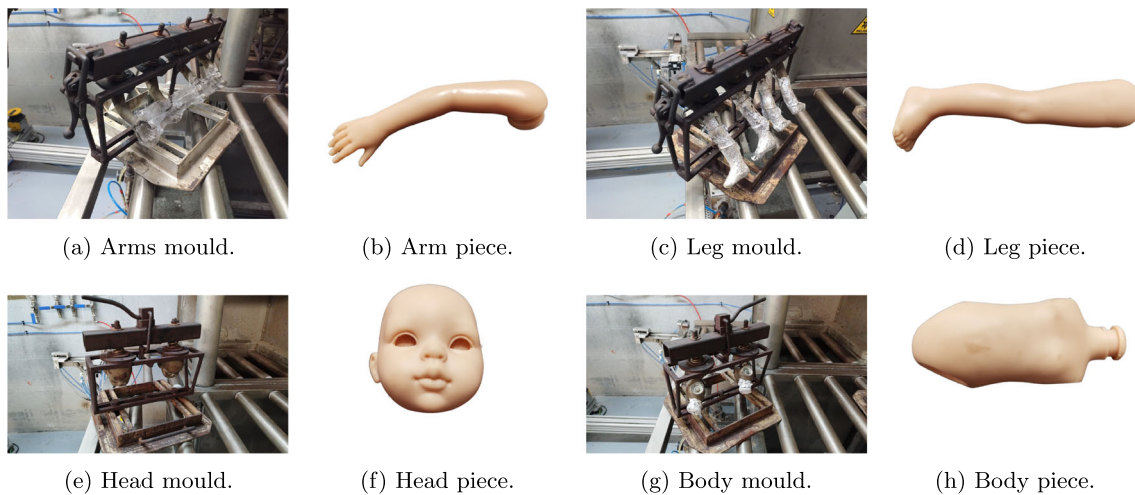 (a) Arms mould.
(b) Arm piece.
(c) Leg mould.
(d) Leg piece.
(e) Head mould.
(f) Head piece.
(g) Body mould.
(h) Body piece.